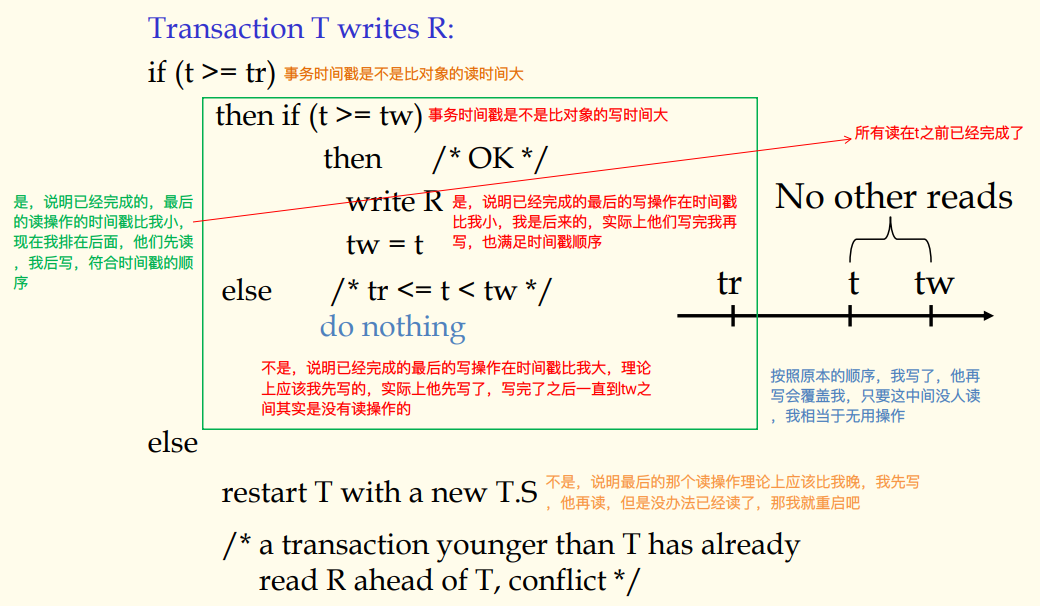 Transaction T writes R:
if (t >= tr) 事务时间戳是不是比对象的读时间大
then if (t >= tw) 事务时间戳是不是比对象的写时间大
所有读在t之前已经完成了
then /* OK */
write R
是，说明已经完成的最后的写操作在时间戳
比我小，我是后来的，实际上他们写完我再
写，也满足时间戳顺序
tw = t
是，说明已经完成的，最后
的读操作的时间戳比我小，
现在我排在后面，他们先读
，我后写，符合时间戳的顺
序
No other reads
tr t tw
else /* tr <= t < tw */
do nothing
不是，说明已经完成的最后的写操作在时间戳比我大，理论
上应该我先写的，实际上他先写了，写完了之后一直到tw之
间其实是没有读操作的
按照原本的顺序，我写了，他再
写会覆盖我，只要这中间没人读
，我相当于无用操作
else
restart T with a new T.S
不是，说明最后的那个读操作理论上应该比我晚，我先写
，他再读，但是没办法已经读了，那我就重启吧
/* a transaction younger than T has already
read R ahead of T, conflict */